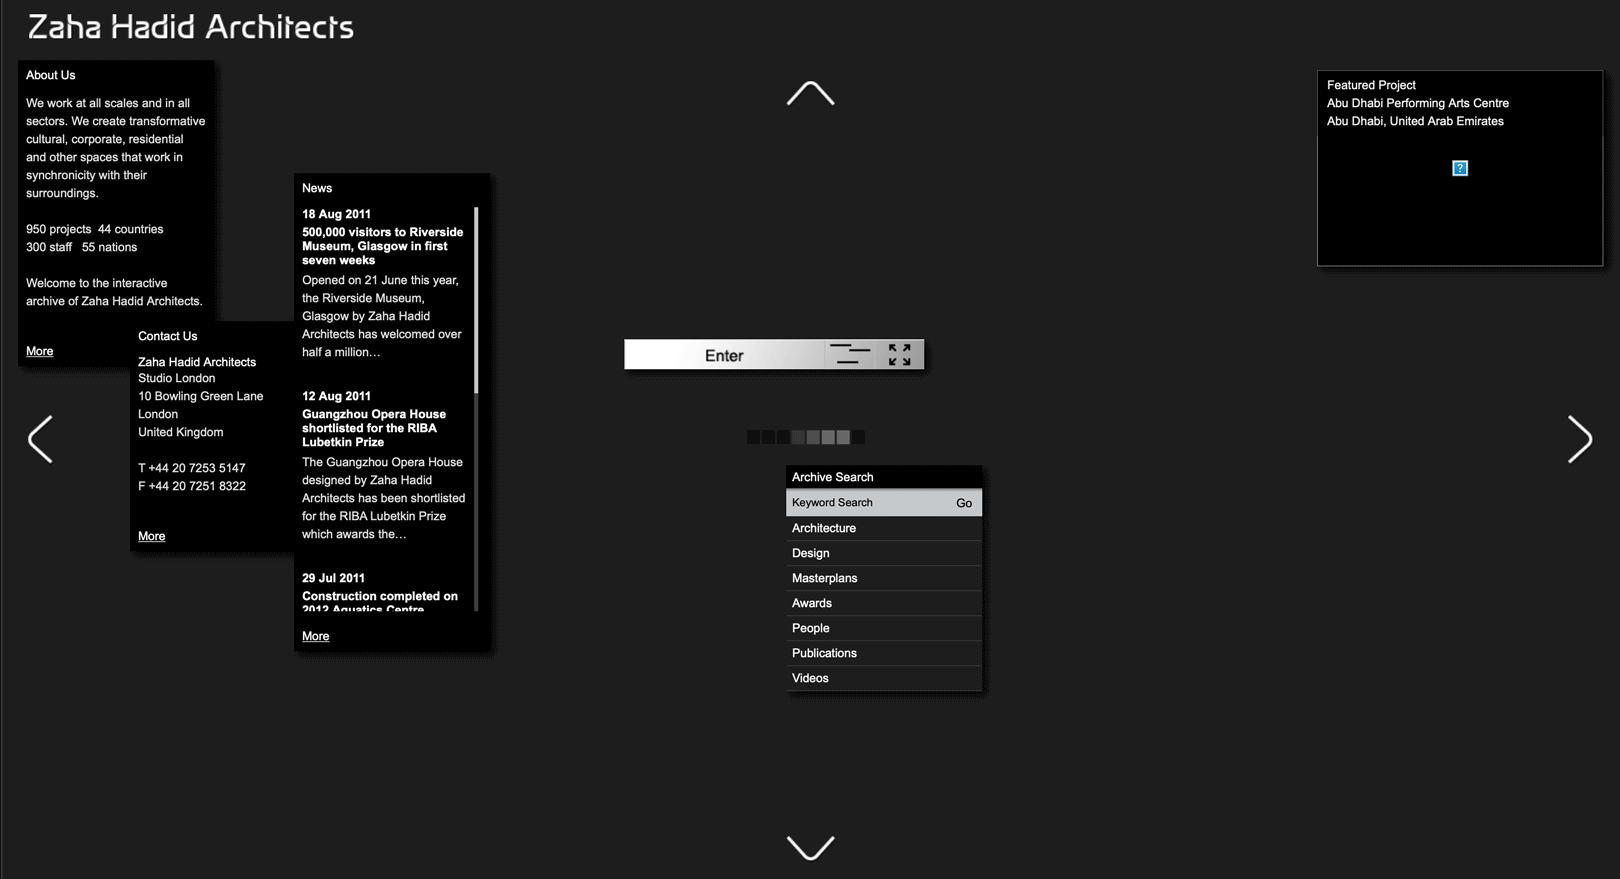 Zaha Hadid Architects
About Us
We work at all scales and in all
sectors. We create transformative
cultural, corporate, residential
and other spaces that work in
synchronicity with their
surroundings.
950 projects 44 countries
300 staff 55 nations
Welcome to the interactive
archive of Zaha Hadid Architects.
More
Contact Us
Zaha Hadid Architects
Studio London
10 Bowling Green Lane
London
United Kingdom
T +44 20 7253 5147
F +44 20 7251 8322
More
News
18 Aug 2011
500,000 visitors to Riverside
Museum, Glasgow in first
seven weeks
Opened on 21 June this year,
the Riverside Museum,
Glasgow by Zaha Hadid
Architects has welcomed over
half a million…
12 Aug 2011
Guangzhou Opera House
shortlisted for the RIBA
Lubetkin Prize
The Guangzhou Opera House
designed by Zaha Hadid
Architects has been shortlisted
for the RIBA Lubetkin Prize
which awards the…
29 Jul 2011
Construction completed on
2012 Aquatics Centre
More
Enter
Archive Search
Keyword Search Go
Architecture
Design
Masterplans
Awards
People
Publications
Videos
Featured Project
Abu Dhabi Performing Arts Centre
Abu Dhabi, United Arab Emirates
?